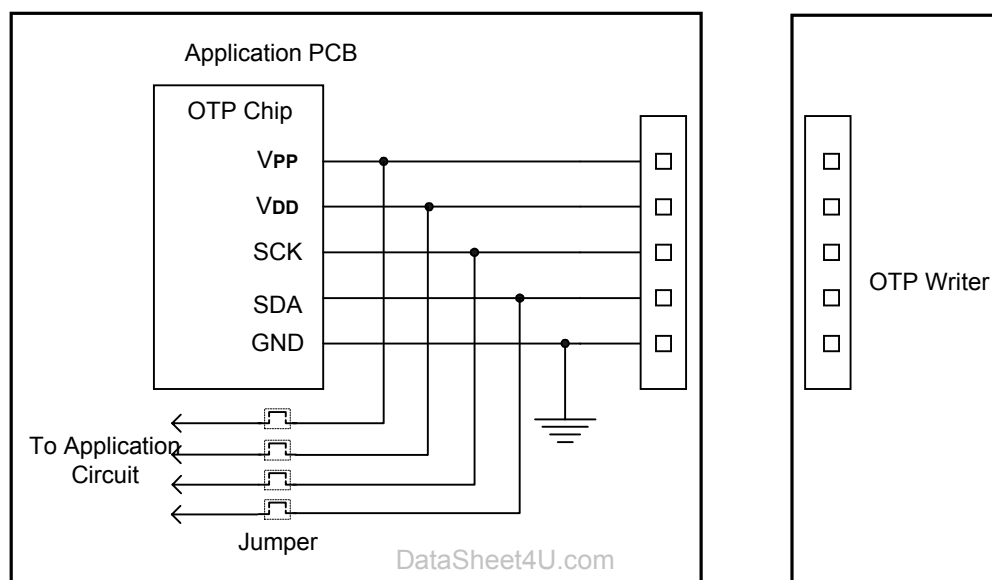 Application PCB
OTP Chip
VPP
VDD
SCK
SDA
GND
OTP Writer
To Application
Circuit
Jumper
DataSheet4U.com